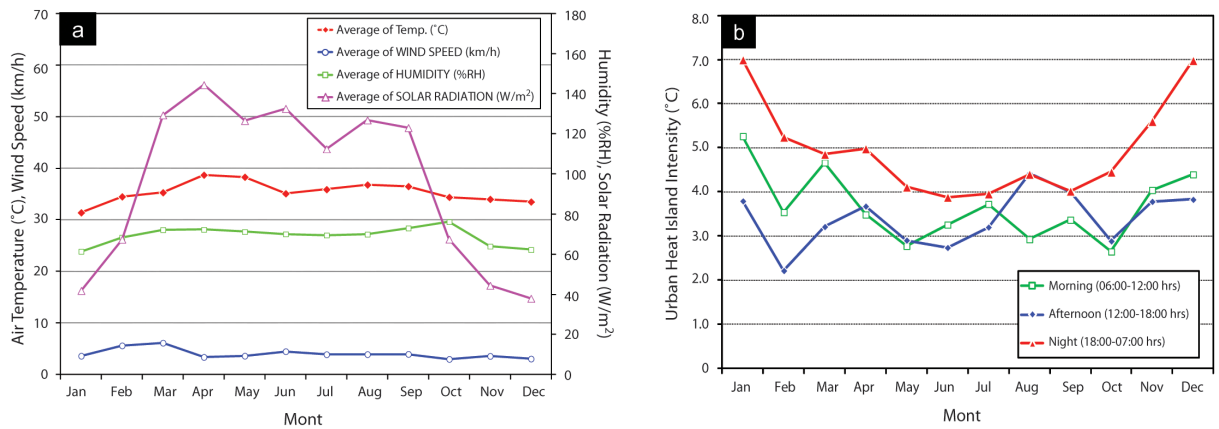 a
70
60
50
40
30
20
10
0
Air Temperature (˚C), Wind Speed (km/h)
180
160
140
120
100
80
60
40
20
0
Humidity (%RH), Solar Radiation (W/m²)
Average of Temp. (˚C)
Average of WIND SPEED (km/h)
Average of HUMIDITY (%RH)
Average of SOLAR RADIATION (W/m²)
Jan Feb Mar Apr May Jun Jul Aug Sep Oct Nov Dec
Mont
b
8.0
7.0
6.0
5.0
4.0
3.0
2.0
1.0
0
Urban Heat Island Intensity (˚C)
Morning (06:00-12:00 hrs)
Afternoon (12:00-18:00 hrs)
Night (18:00-07:00 hrs)
Jan Feb Mar Apr May Jun Jul Aug Sep Oct Nov Dec
Mont